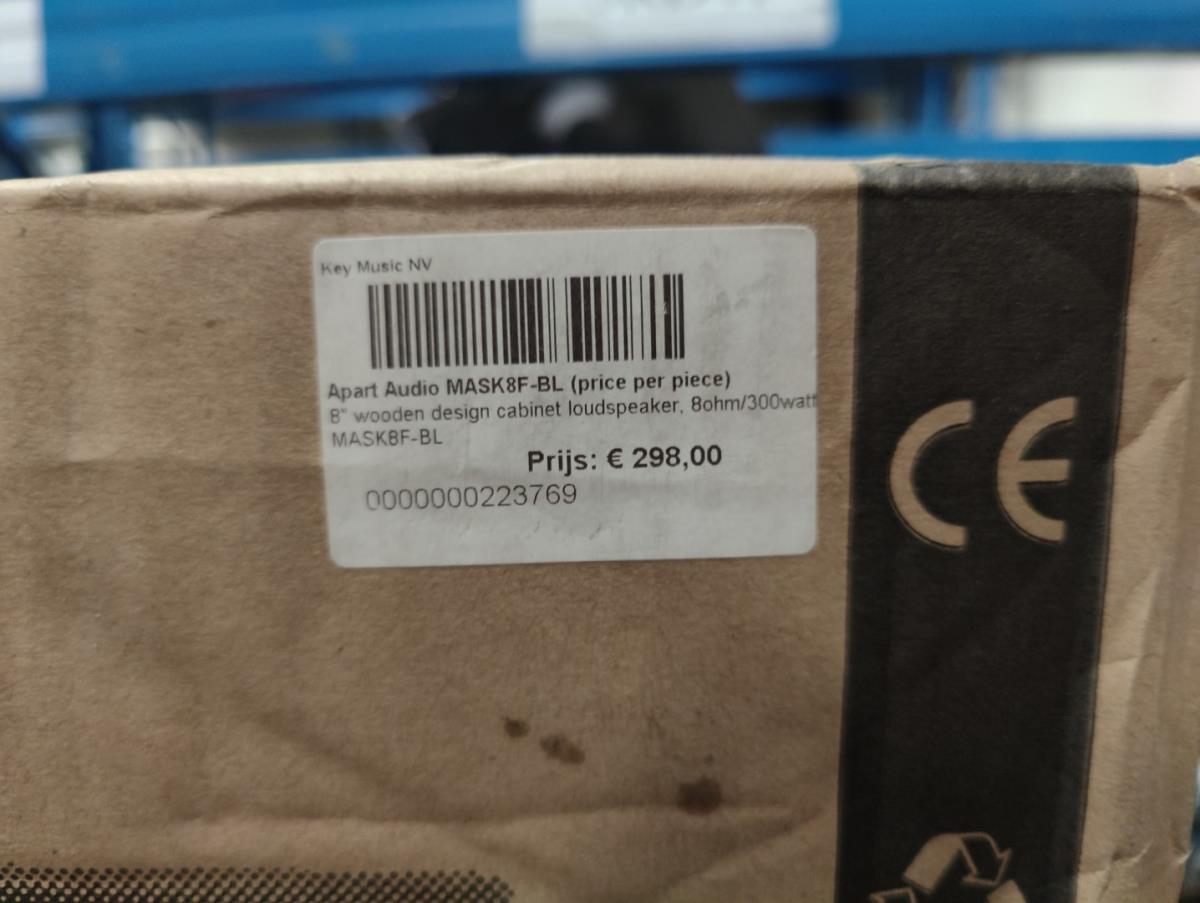 Key Music NV
Apart Audio MASK8F-BL (price per piece)
8" wooden design cabinet loudspeaker, 8ohm/300watt
MASK8F-BL
Prijs: € 298,00
0000000223769
CE